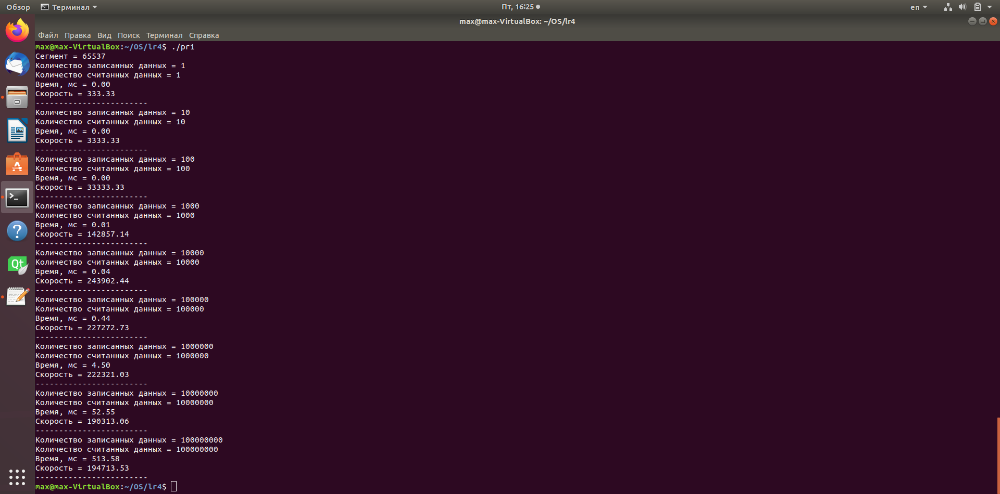 Обзор Терминал Пт, 16:25 en
max@max-VirtualBox: ~/OS/lr4
Файл Правка Вид Поиск Терминал Справка
max@max-VirtualBox:~/OS/lr4$ ./pr1
Сегмент = 65537
Количество записанных данных = 1
Количество считанных данных = 1
Время, мс = 0.00
Скорость = 333.33
------------------------
Количество записанных данных = 10
Количество считанных данных = 10
Время, мс = 0.00
Скорость = 3333.33
------------------------
Количество записанных данных = 100
Количество считанных данных = 100
Время, мс = 0.00
Скорость = 33333.33
------------------------
Количество записанных данных = 1000
Количество считанных данных = 1000
Время, мс = 0.01
Скорость = 142857.14
------------------------
Количество записанных данных = 10000
Количество считанных данных = 10000
Время, мс = 0.04
Скорость = 243902.44
------------------------
Количество записанных данных = 100000
Количество считанных данных = 100000
Время, мс = 0.44
Скорость = 227272.73
------------------------
Количество записанных данных = 1000000
Количество считанных данных = 1000000
Время, мс = 4.50
Скорость = 222321.03
------------------------
Количество записанных данных = 10000000
Количество считанных данных = 10000000
Время, мс = 52.55
Скорость = 190313.06
------------------------
Количество записанных данных = 100000000
Количество считанных данных = 100000000
Время, мс = 513.58
Скорость = 194713.53
------------------------
max@max-VirtualBox:~/OS/lr4$
Qt